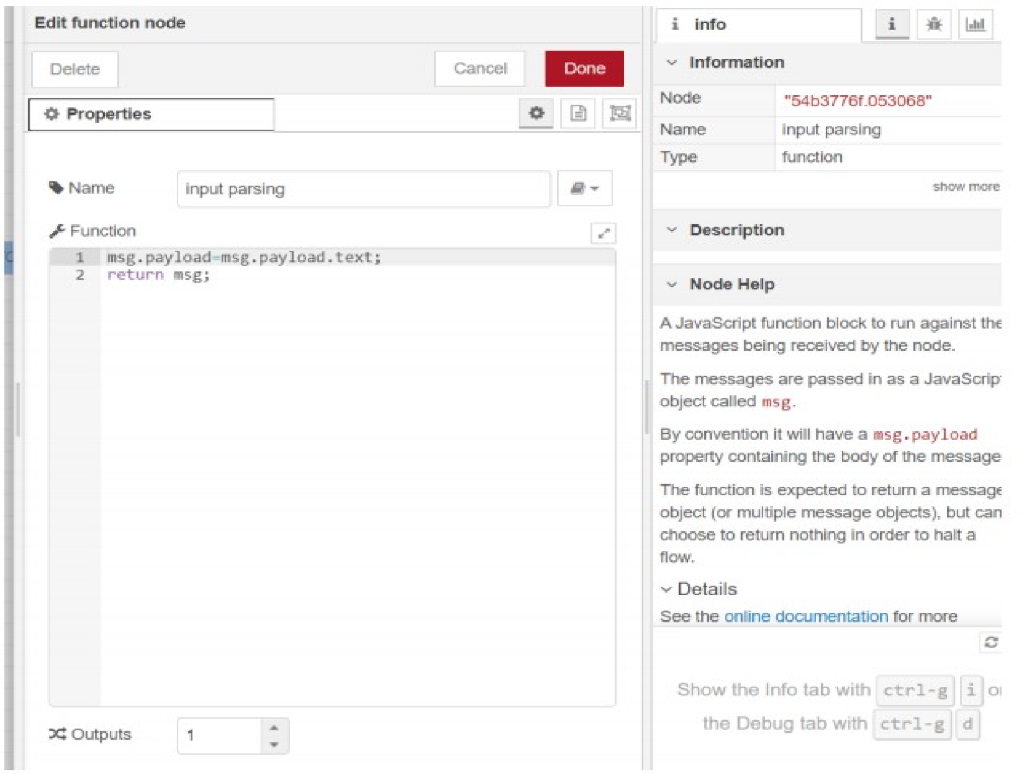 Edit function node
Delete
Cancel
Done
Properties
Name
input parsing
Function
1 msg.payload=msg.payload.text;
2 return msg;
Outputs
1
i info
i
Information
Node "54b3776f.053068"
Name input parsing
Type function
show more
Description
Node Help
A JavaScript function block to run against the
messages being received by the node.
The messages are passed in as a JavaScrip
object called msg.
By convention it will have a msg.payload
property containing the body of the message
The function is expected to return a message
object (or multiple message objects), but can
choose to return nothing in order to halt a
flow.
Details
See the online documentation for more
Show the Info tab with ctrl-g i o
the Debug tab with ctrl-g d